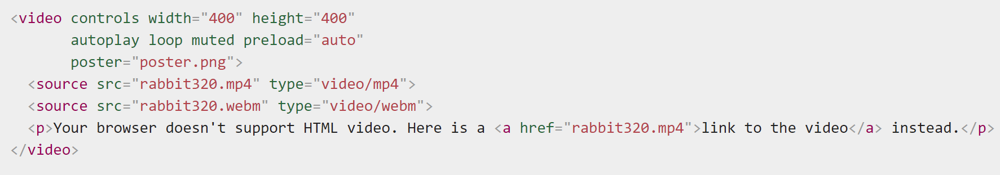 <video controls width="400" height="400"
       autoplay loop muted preload="auto"
       poster="poster.png">
  <source src="rabbit320.mp4" type="video/mp4">
  <source src="rabbit320.webm" type="video/webm">
  <p>Your browser doesn't support HTML video. Here is a <a href="rabbit320.mp4">link to the video</a> instead.</p>
</video>